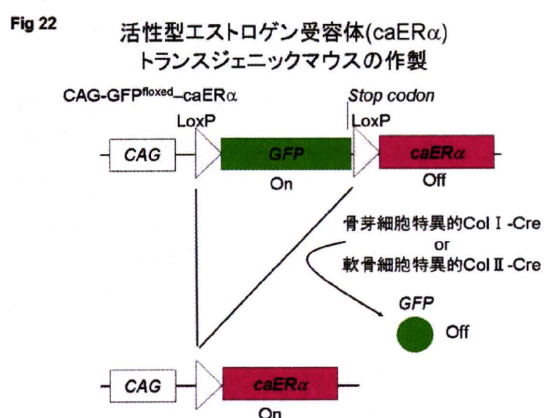 Fig 22
活性型エストロゲン受容体(caERα)
トランスジェニックマウスの作製
CAG-GFPfloxed–caERα
Stop codon
LoxP
LoxP
CAG
GFP
caERα
On
Off
骨芽細胞特異的Col I -Cre
or
軟骨細胞特異的Col II -Cre
GFP
Off
CAG
caERα
On